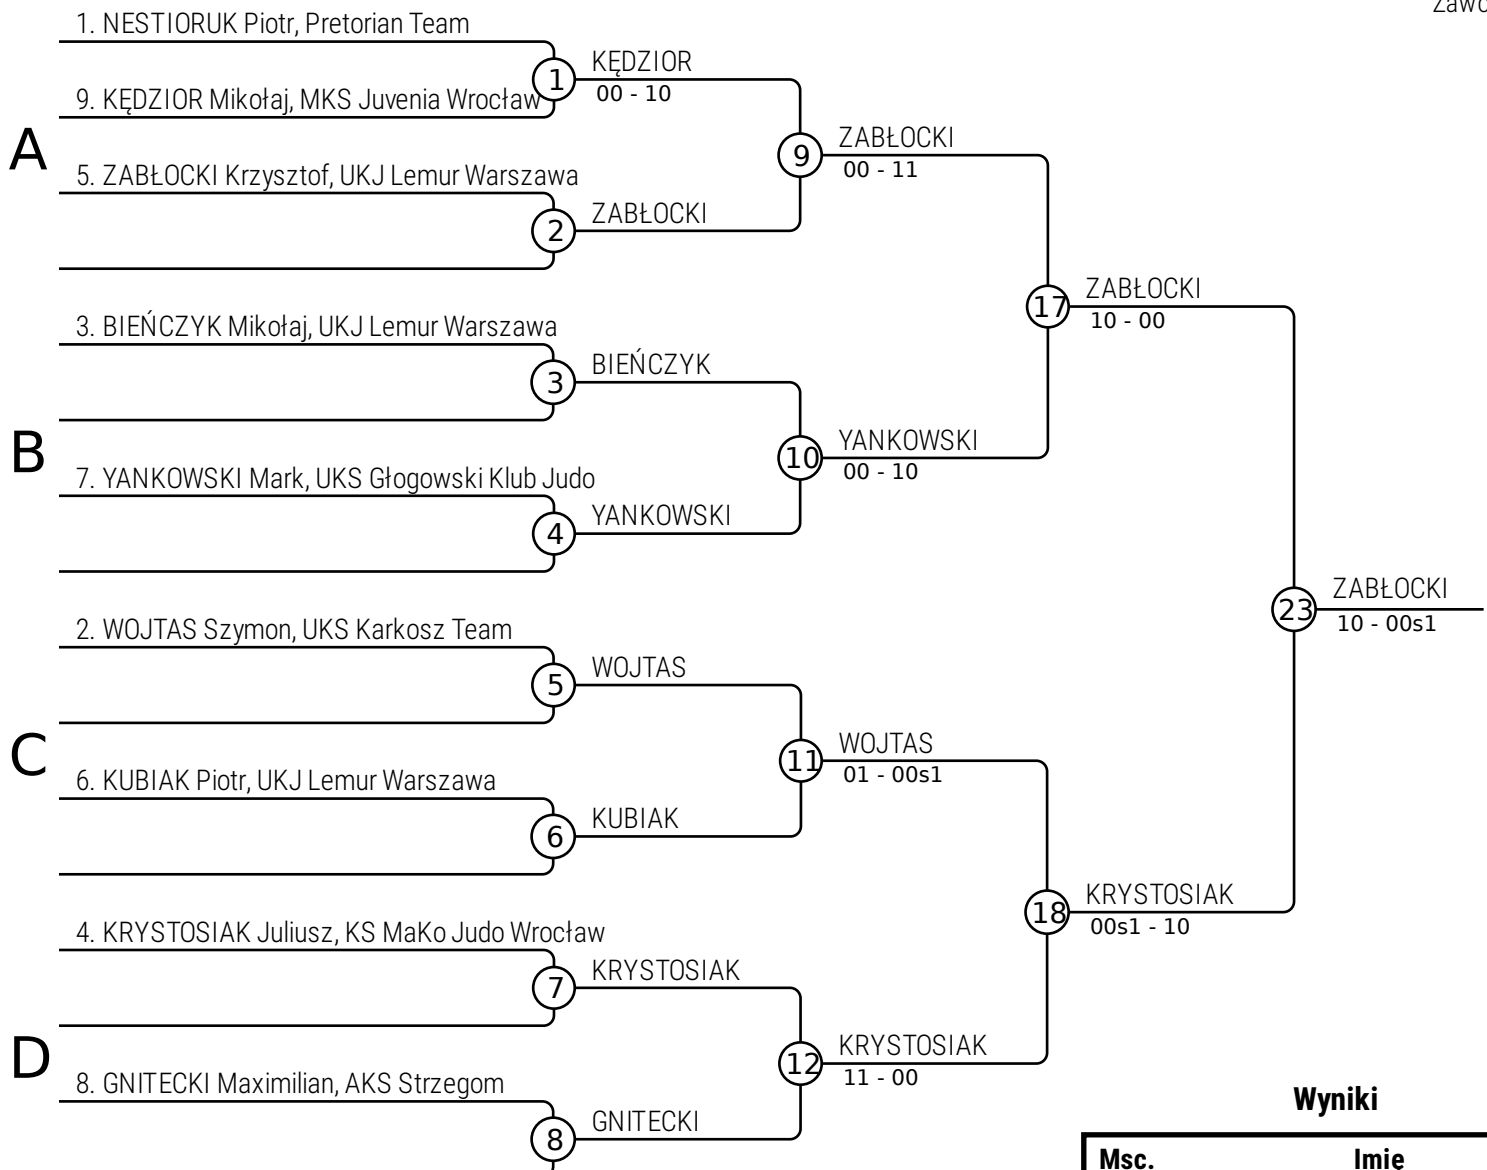 1. NESTIORUK Piotr, Pretorian Team
9. KĘDZIOR Mikołaj, MKS Juvenia Wrocław
1
KĘDZIOR
00 - 10
A
5. ZABŁOCKI Krzysztof, UKJ Lemur Warszawa
2
ZABŁOCKI
9
ZABŁOCKI
00 - 11
3. BIEŃCZYK Mikołaj, UKJ Lemur Warszawa
3
BIEŃCZYK
B
7. YANKOWSKI Mark, UKS Głogowski Klub Judo
4
YANKOWSKI
10
YANKOWSKI
00 - 10
17
ZABŁOCKI
10 - 00
2. WOJTAS Szymon, UKS Karkosz Team
5
WOJTAS
C
6. KUBIAK Piotr, UKJ Lemur Warszawa
6
KUBIAK
11
WOJTAS
01 - 00s1
4. KRYSTOSIAK Juliusz, KS MaKo Judo Wrocław
7
KRYSTOSIAK
D
8. GNITECKI Maximilian, AKS Strzegom
8
GNITECKI
12
KRYSTOSIAK
11 - 00
18
KRYSTOSIAK
00s1 - 10
23
ZABŁOCKI
10 - 00s1
Wyniki
Msc. Imię